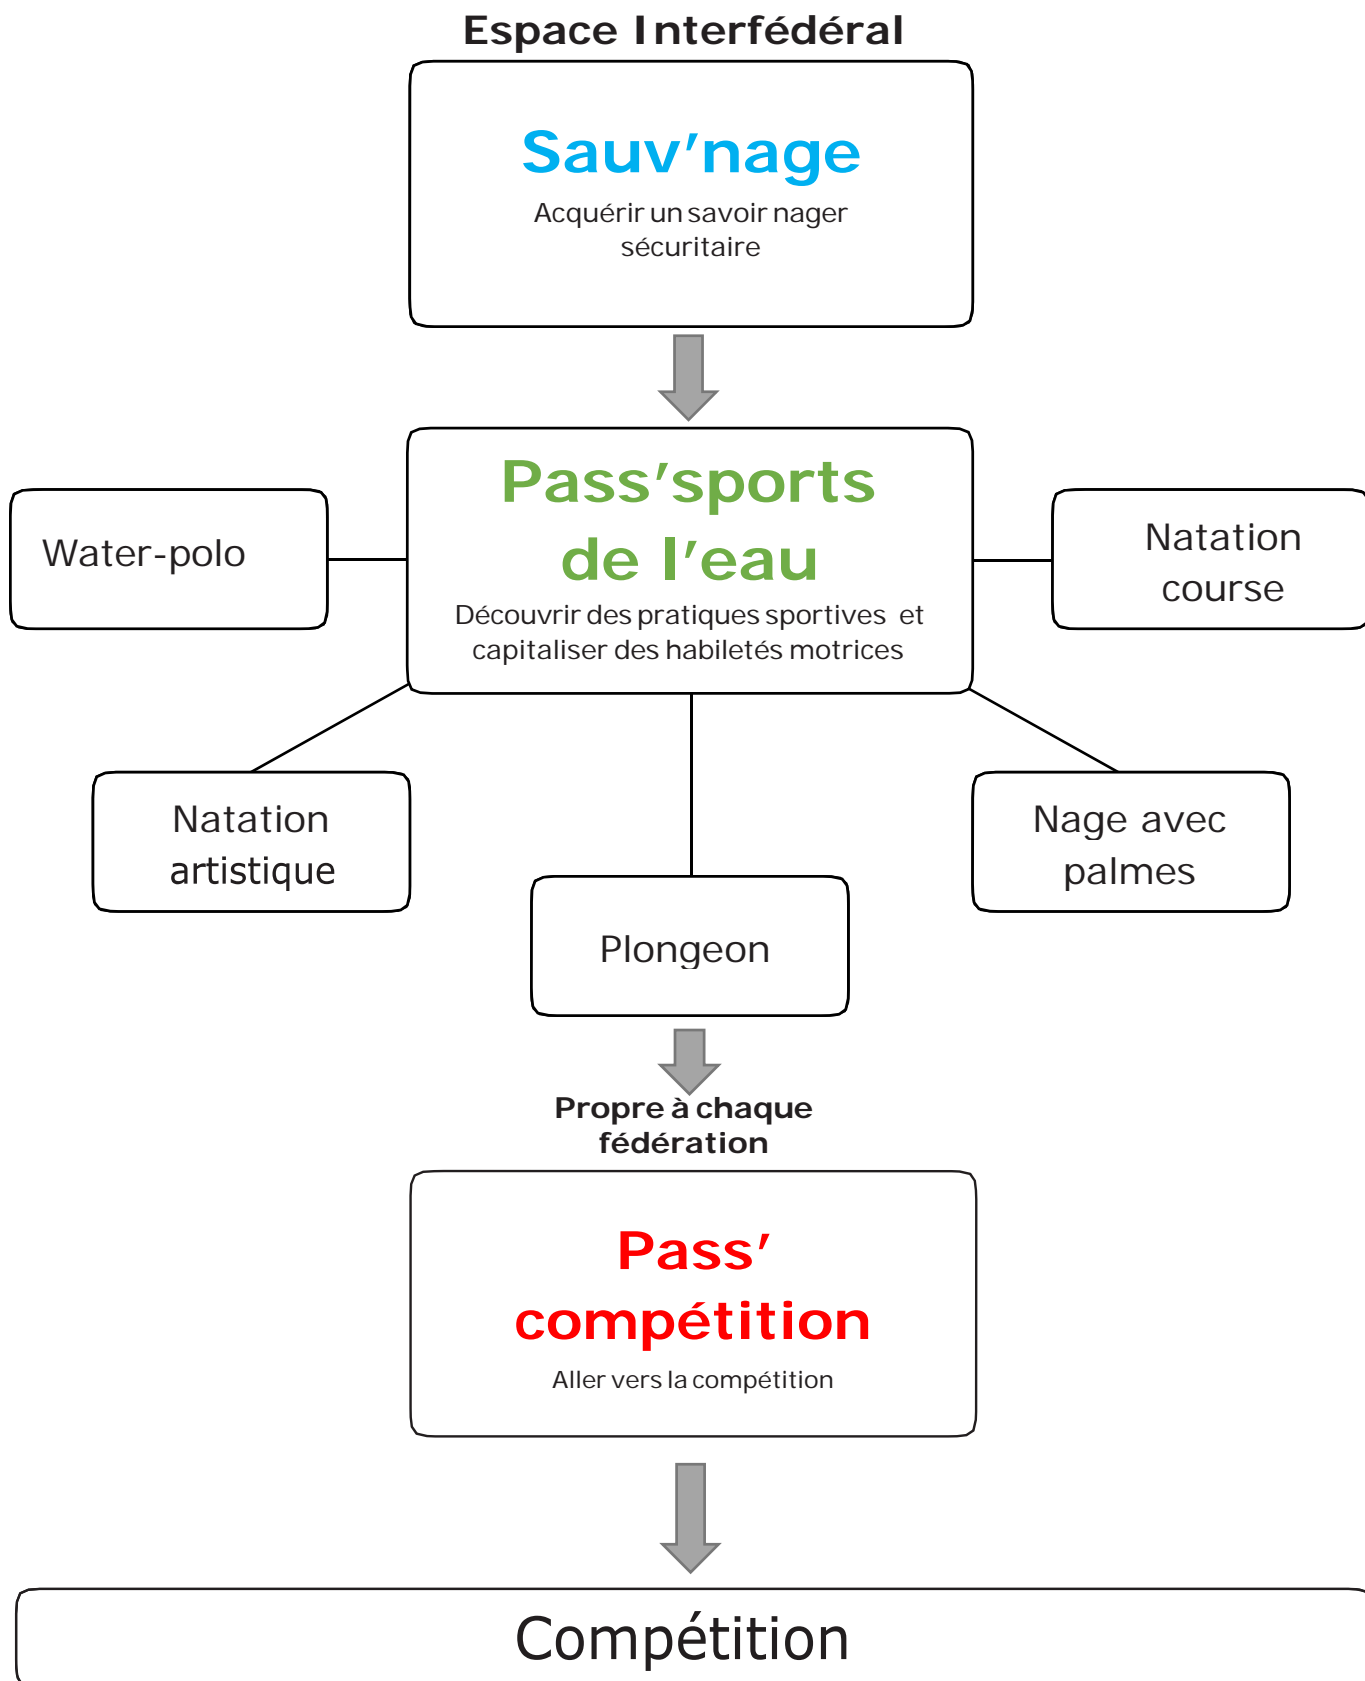 Espace Interfédéral
Sauv'nage
Acquérir un savoir nager
sécuritaire
Pass'sports
de l'eau
Découvrir des pratiques sportives et
capitaliser des habiletés motrices
Water-polo
Natation
course
Natation
artistique
Nage avec
palmes
Plongeon
Propre à chaque
fédération
Pass'
compétition
Aller vers la compétition
Compétition